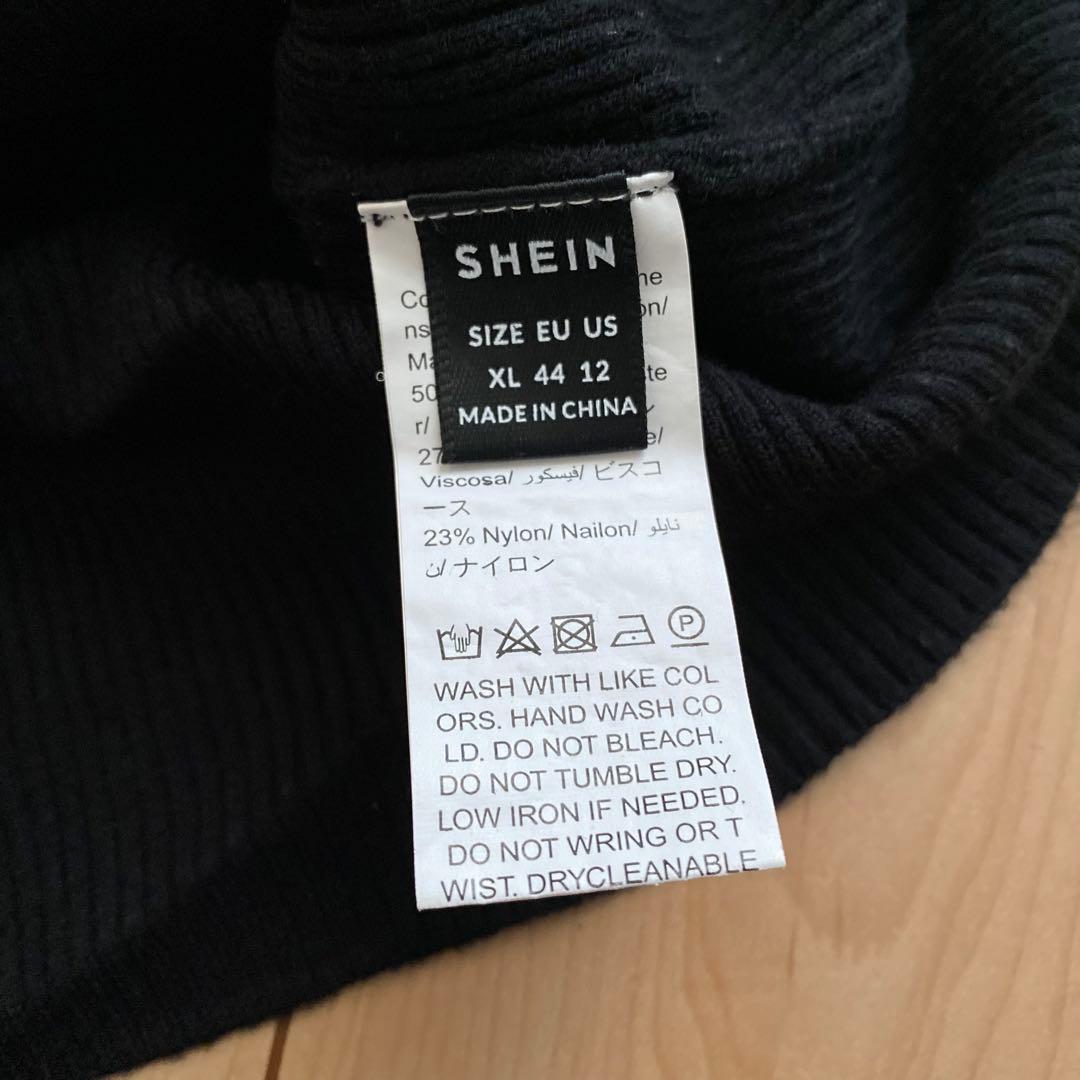 SHEIN
SIZE EU US
XL 44 12
MADE IN CHINA
Viscosa/ فيسكور/ ビスコ
ース
23% Nylon/ Nailon/ نايلو
ن/ ナイロン
P
WASH WITH LIKE COL
ORS. HAND WASH CO
LD. DO NOT BLEACH.
DO NOT TUMBLE DRY.
LOW IRON IF NEEDED.
DO NOT WRING OR T
WIST. DRYCLEANABLE